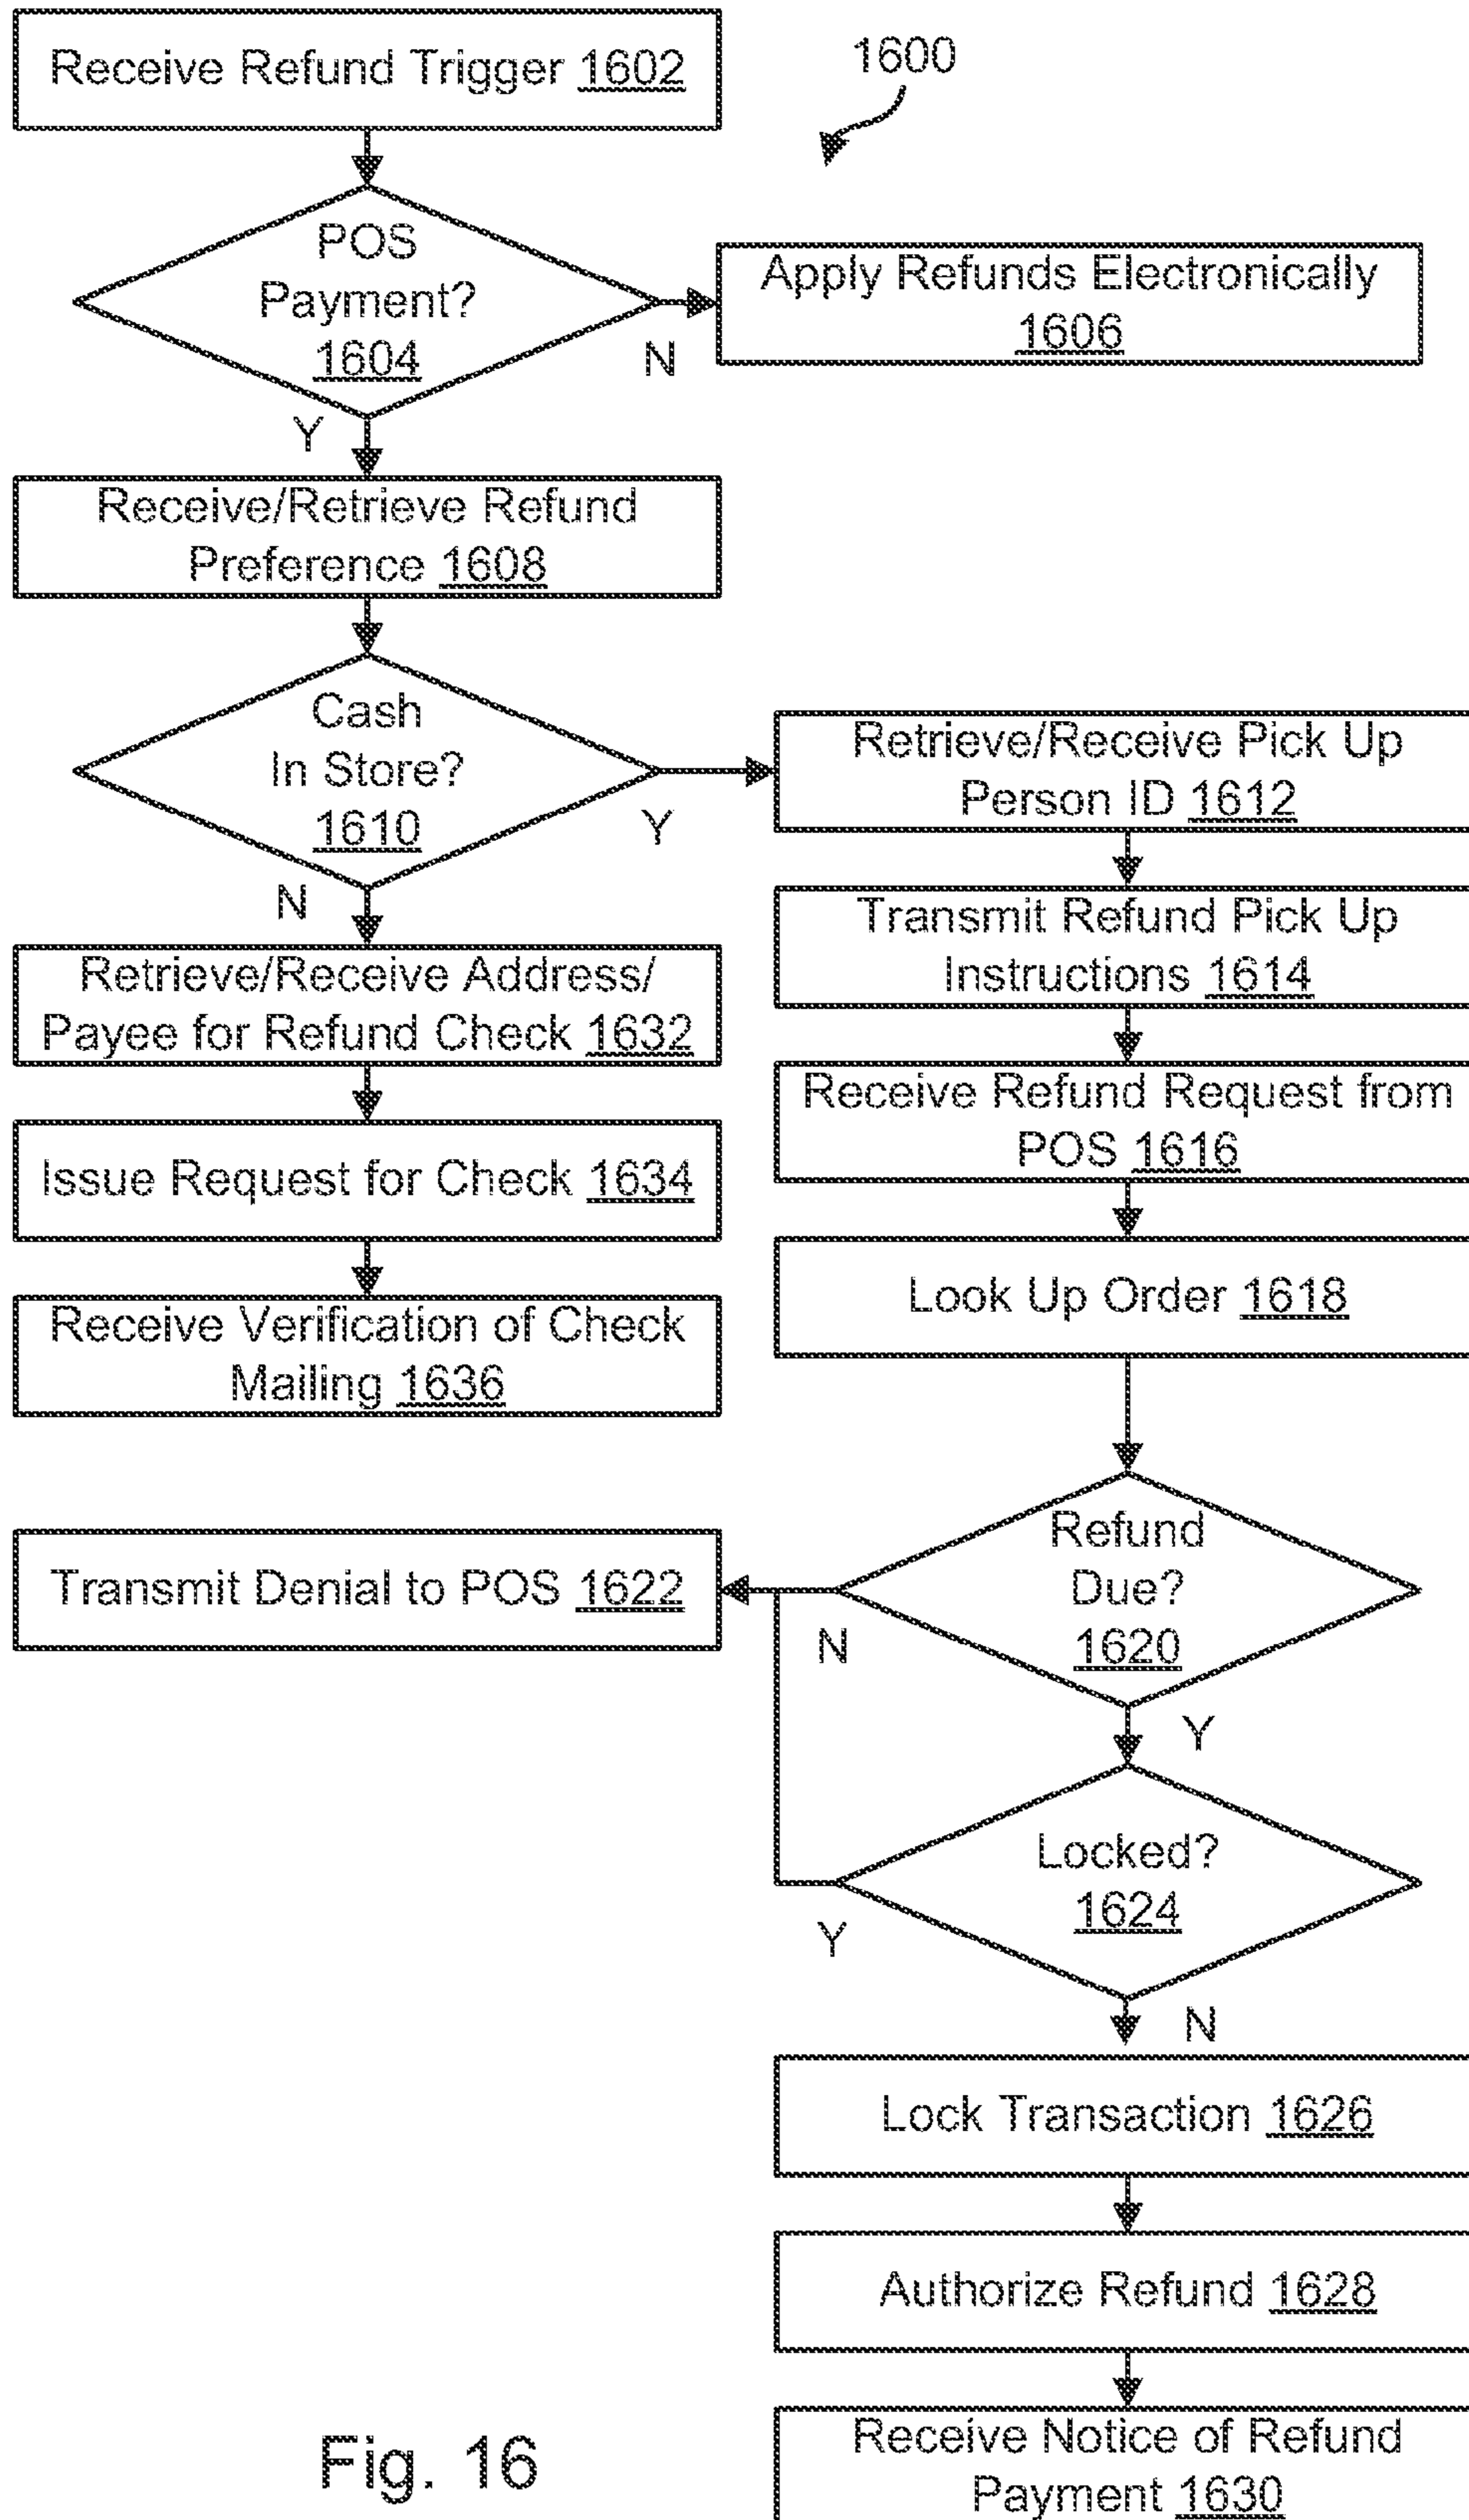 Receive Refund Trigger 1602
1600
POS
Payment?
1604
N
Y
Apply Refunds Electronically
1606
Receive/Retrieve Refund
Preference 1608
Cash
In Store?
1610
Y
N
Retrieve/Receive Pick Up
Person ID 1612
Transmit Refund Pick Up
Instructions 1614
Retrieve/Receive Address/
Payee for Refund Check 1632
Receive Refund Request from
POS 1616
Issue Request for Check 1634
Look Up Order 1618
Receive Verification of Check
Mailing 1636
Refund
Due?
1620
N
Y
Transmit Denial to POS 1622
Locked?
1624
Y
N
Lock Transaction 1626
Authorize Refund 1628
Receive Notice of Refund
Payment 1630
Fig. 16